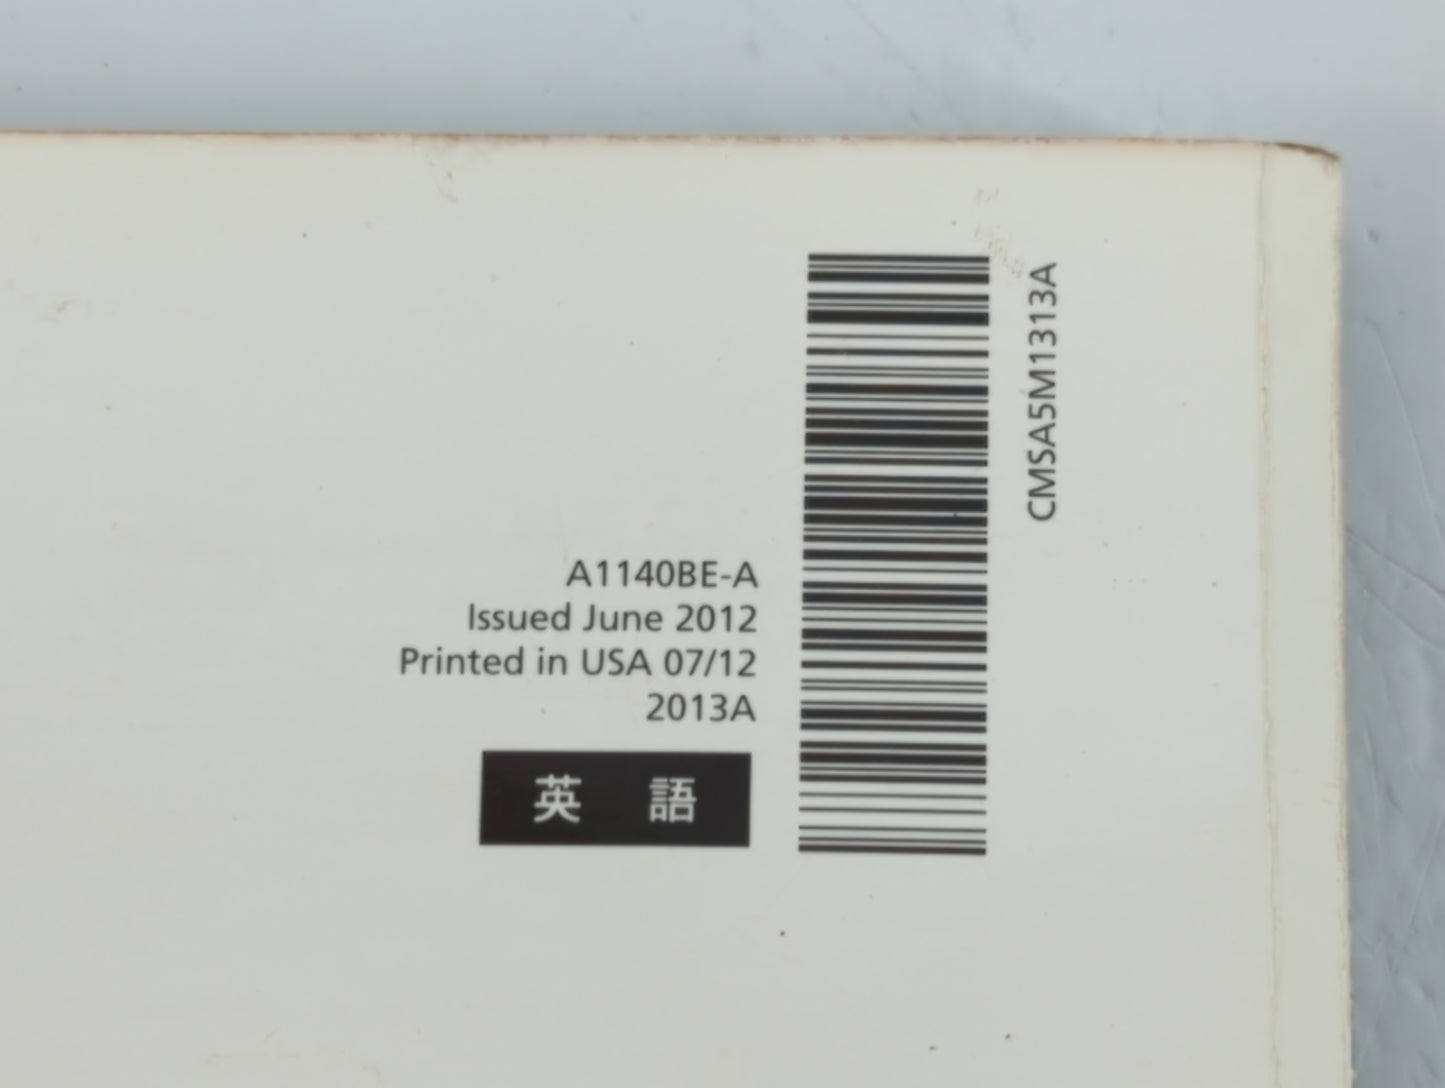 CMSA5M1313A
A1140BE-A
Issued June 2012
Printed in USA 07/12
2013A
英 語